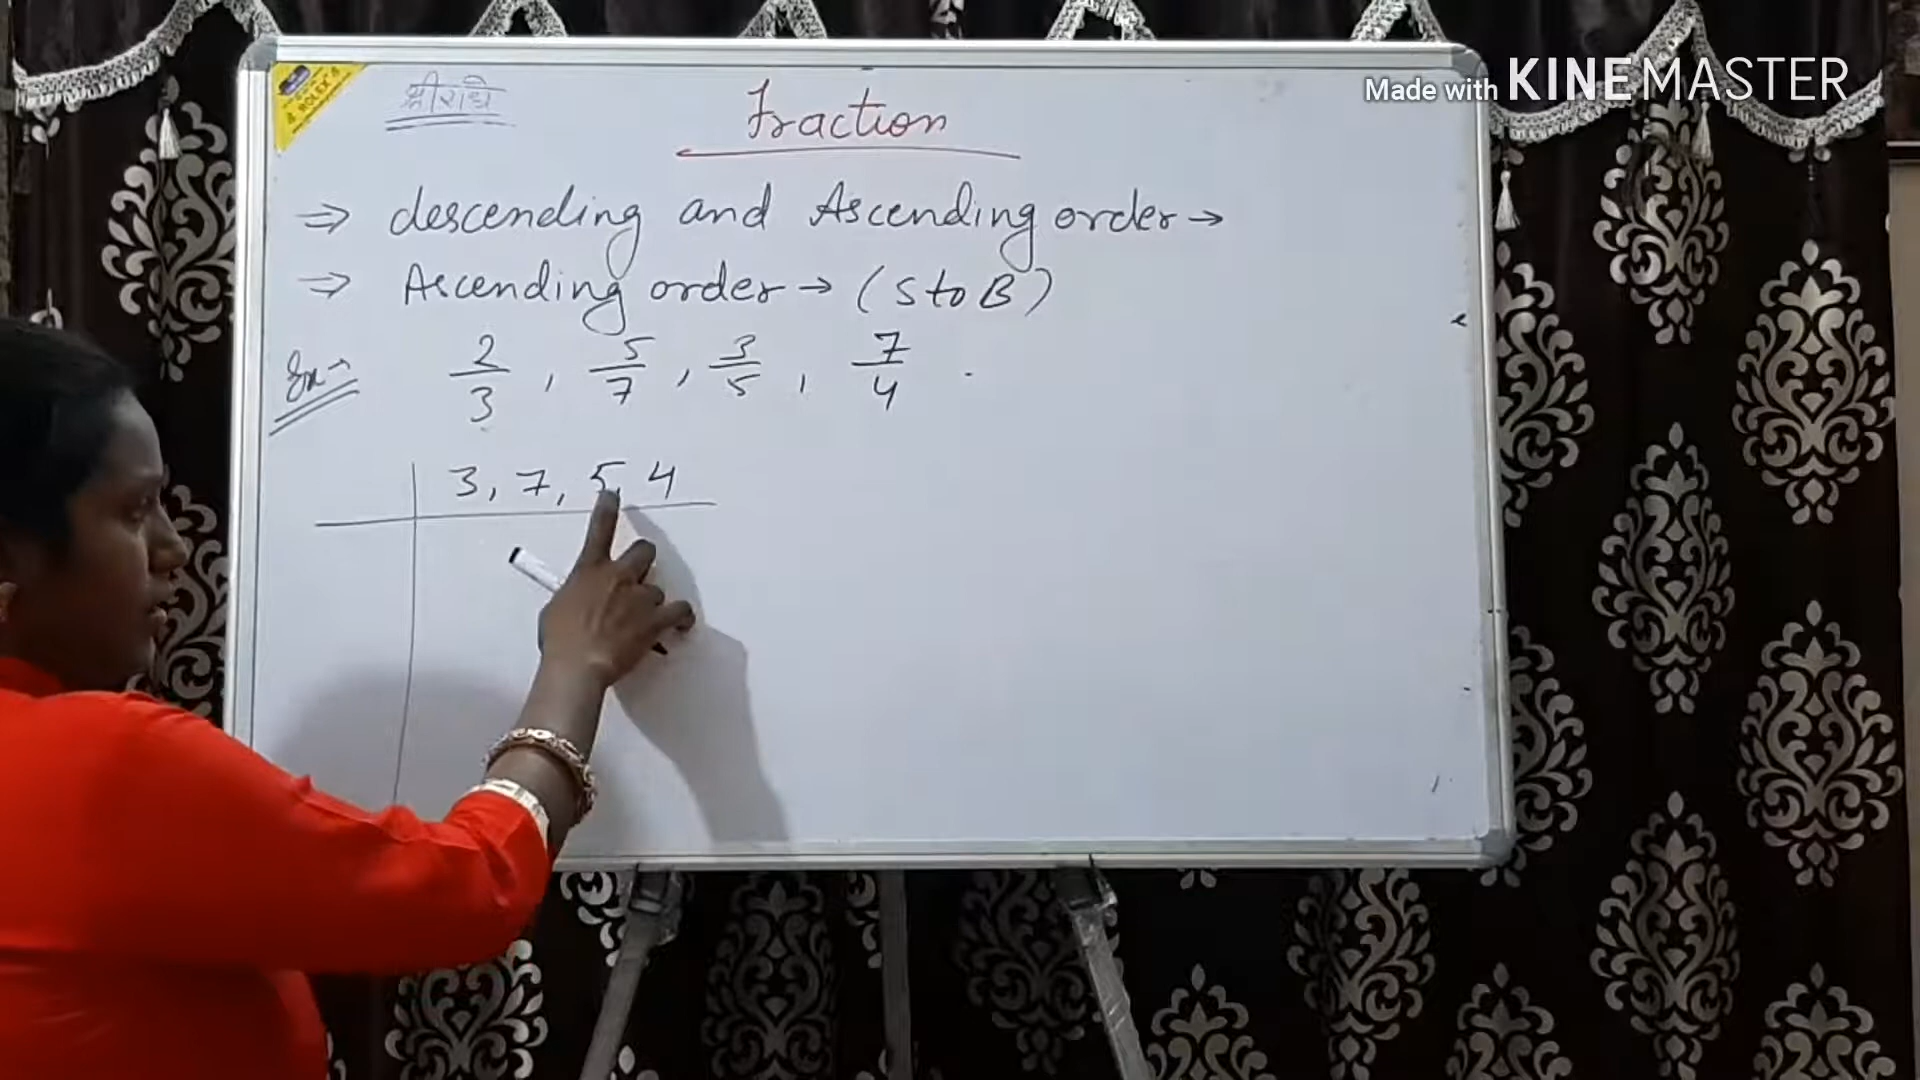 Made with KINEMASTER
ROLEX
श्री राधे
Fraction
⇒ descending and Ascending order →
⇒ Ascending order → (S to B)
Ex→ 2/3, 5/7, 3/5, 7/4 .
3, 7, 5, 4